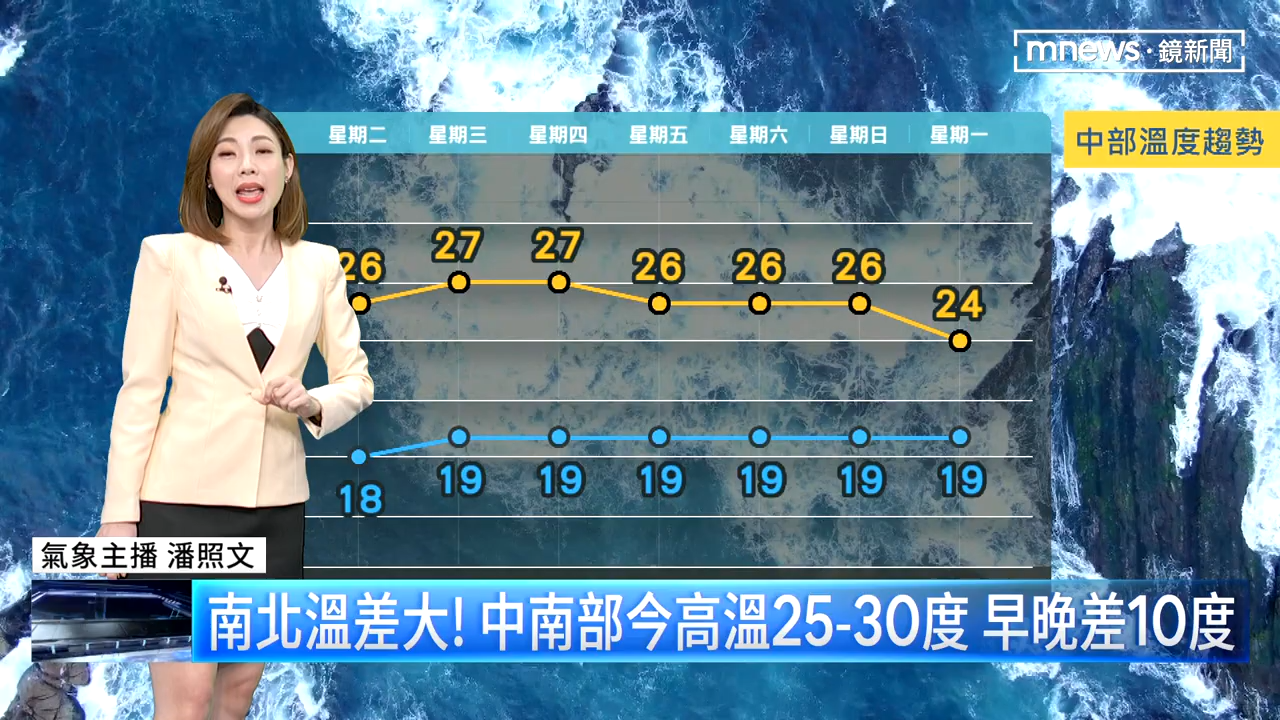 mnews·鏡新聞
中部溫度趨勢
星期二 星期三 星期四 星期五 星期六 星期日 星期一
26 27 27 26 26 26 24
18 19 19 19 19 19 19
氣象主播 潘照文
南北溫差大! 中南部今高溫25-30度 早晚差10度